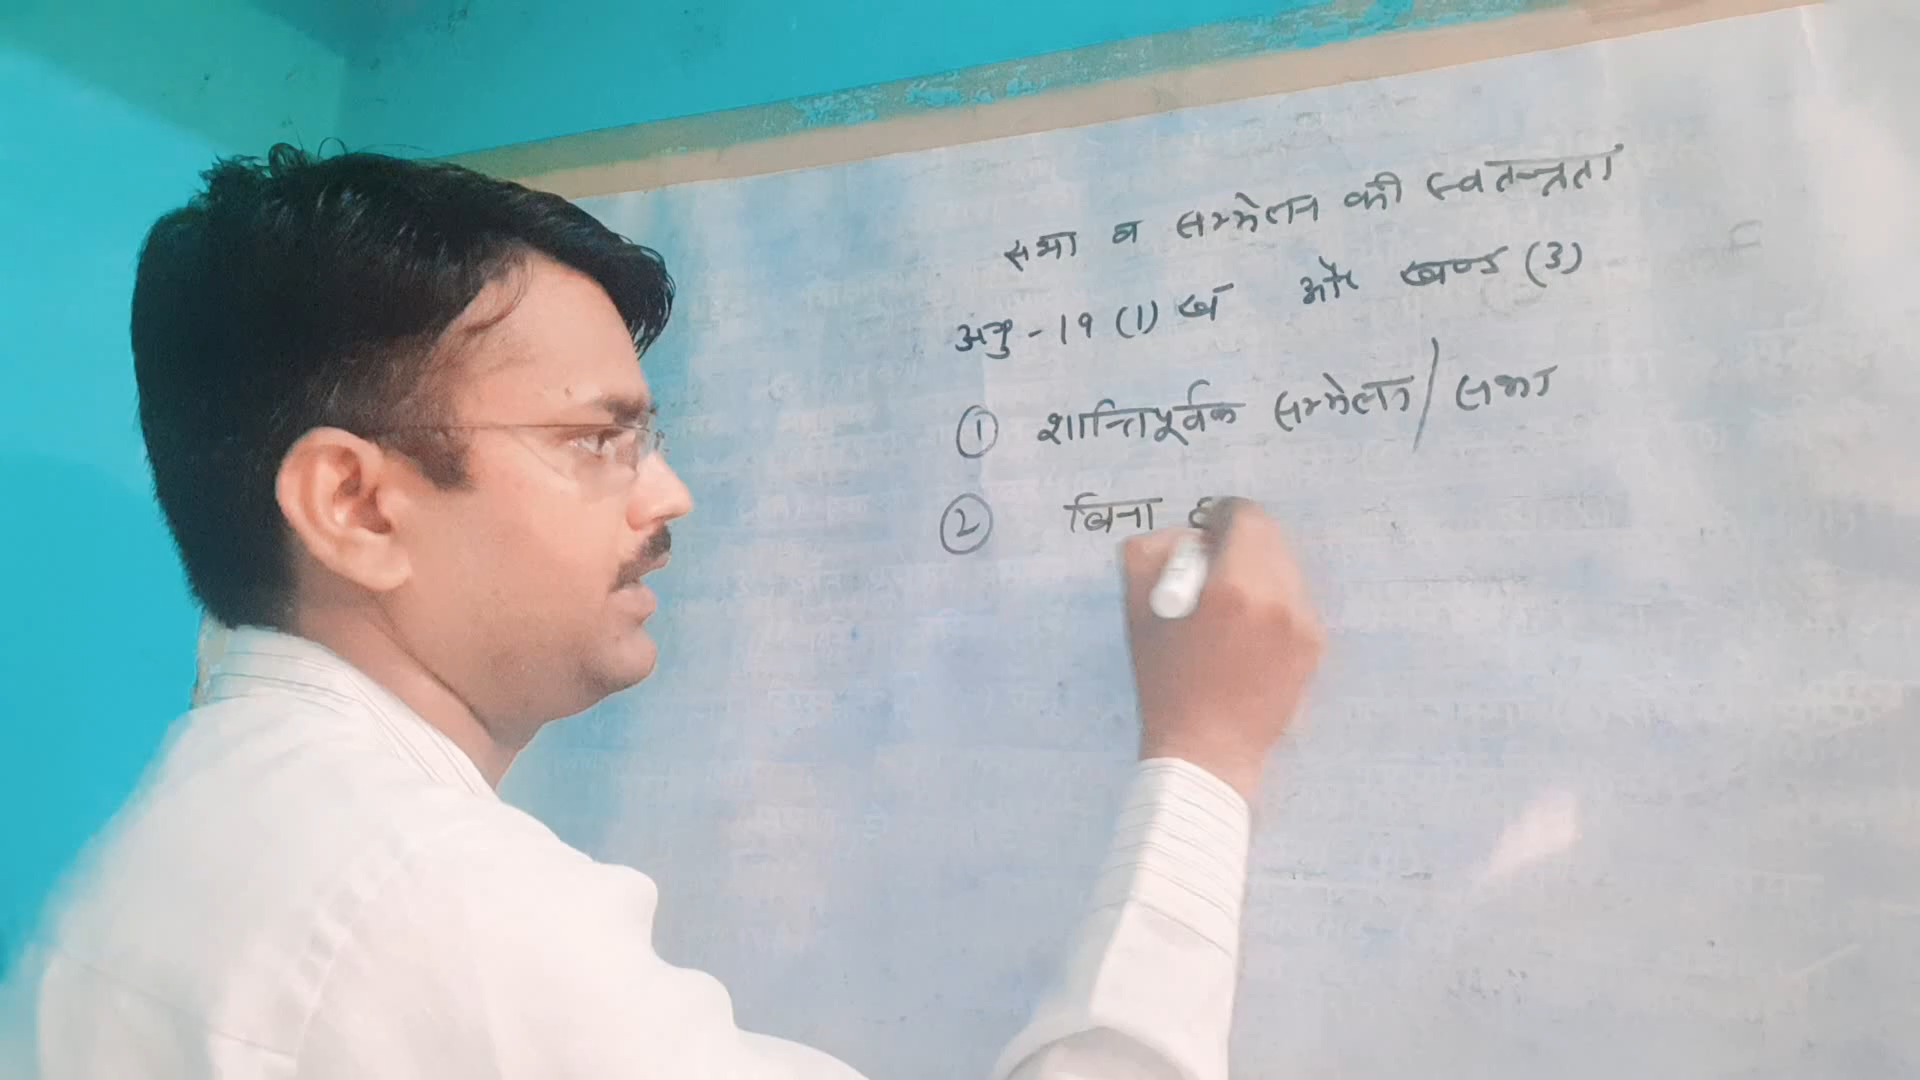 सभा व सम्मेलन की स्वतन्त्रता
अनु - 19 (1) ख और खण्ड (3)
① शान्तिपूर्वक सम्मेलन / सभा
② बिना ह